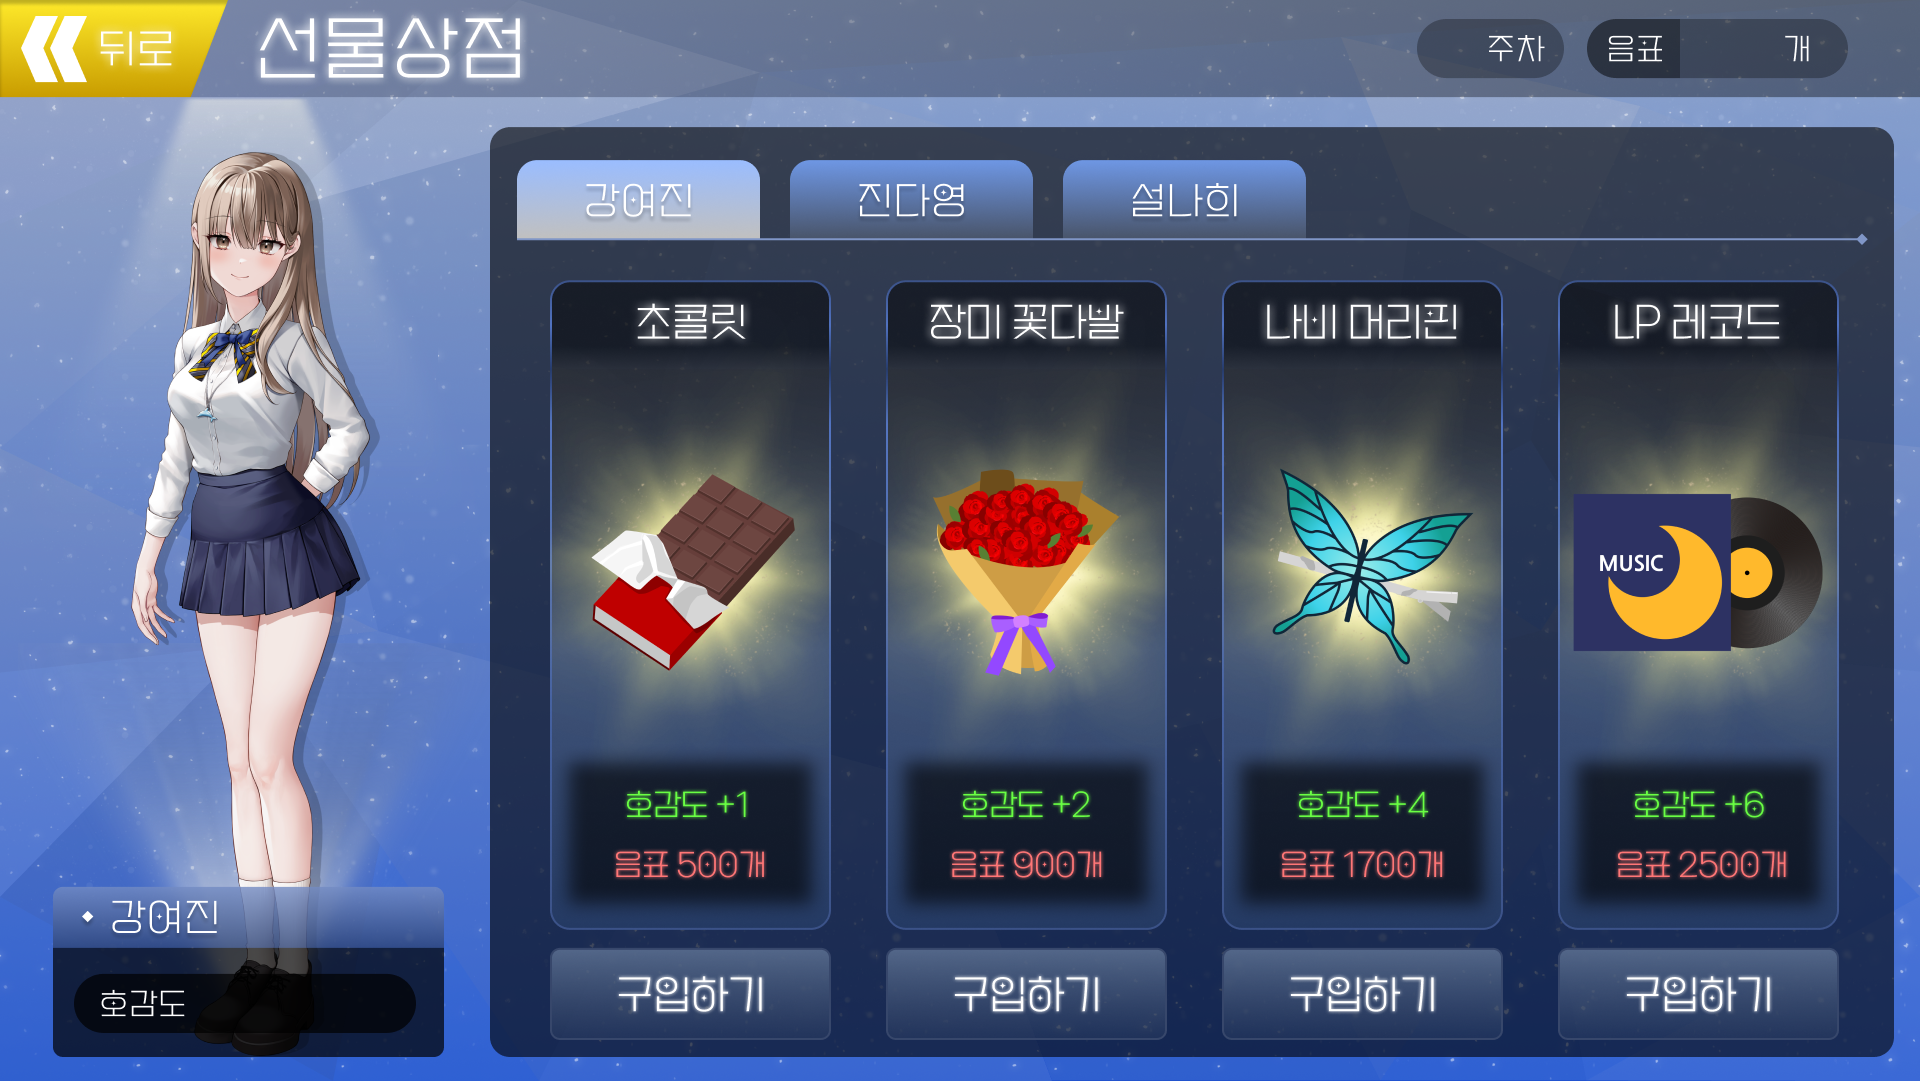 뒤로
선물상점
주차
음표 개
강여진
진다영
설나희
초콜릿
장미 꽃다발
나비 머리핀
LP 레코드
MUSIC
호감도 +1
음표 500개
호감도 +2
음표 900개
호감도 +4
음표 1700개
호감도 +6
음표 2500개
구입하기
구입하기
구입하기
구입하기
강여진
호감도